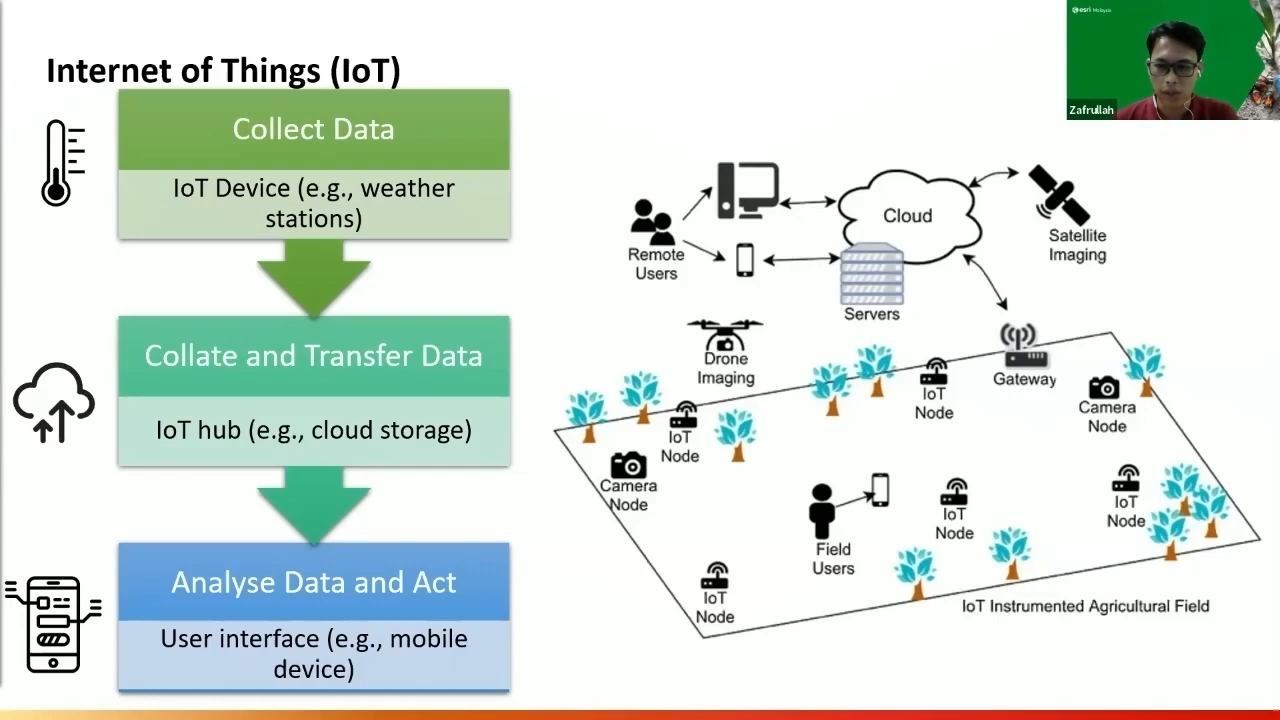 esri Malaysia
Zafrullah
Internet of Things (IoT)
Collect Data
IoT Device (e.g., weather
stations)
Collate and Transfer Data
IoT hub (e.g., cloud storage)
Analyse Data and Act
User interface (e.g., mobile
device)
Remote
Users
Cloud
Servers
Satellite
Imaging
Drone
Imaging
Gateway
IoT
Node
IoT
Node
Camera
Node
Camera
Node
Field
Users
IoT
Node
IoT
Node
IoT
Node
IoT Instrumented Agricultural Field